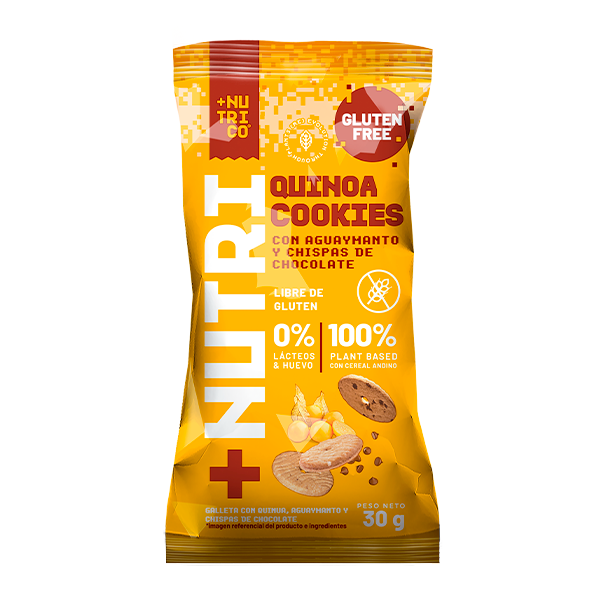 +NU
TRI
CO
GLUTEN
FREE
+NUTRI
QUINOA
COOKIES
CON AGUAYMANTO
Y CHISPAS DE
CHOCOLATE
LIBRE DE
GLUTEN
0%
LÁCTEOS
& HUEVO
100%
PLANT BASED
CON CEREAL ANDINO
GALLETA CON QUINUA, AGUAYMANTO Y
CHISPAS DE CHOCOLATE
*Imagen referencial del producto e ingredientes
PESO NETO
30 g